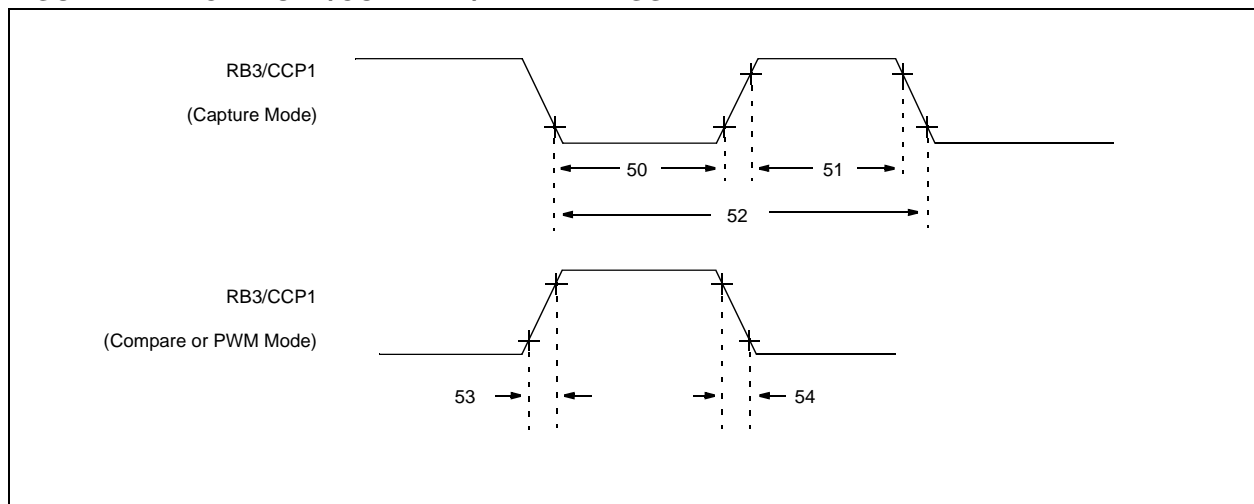 RB3/CCP1
(Capture Mode)
50
51
52
RB3/CCP1
(Compare or PWM Mode)
53
54